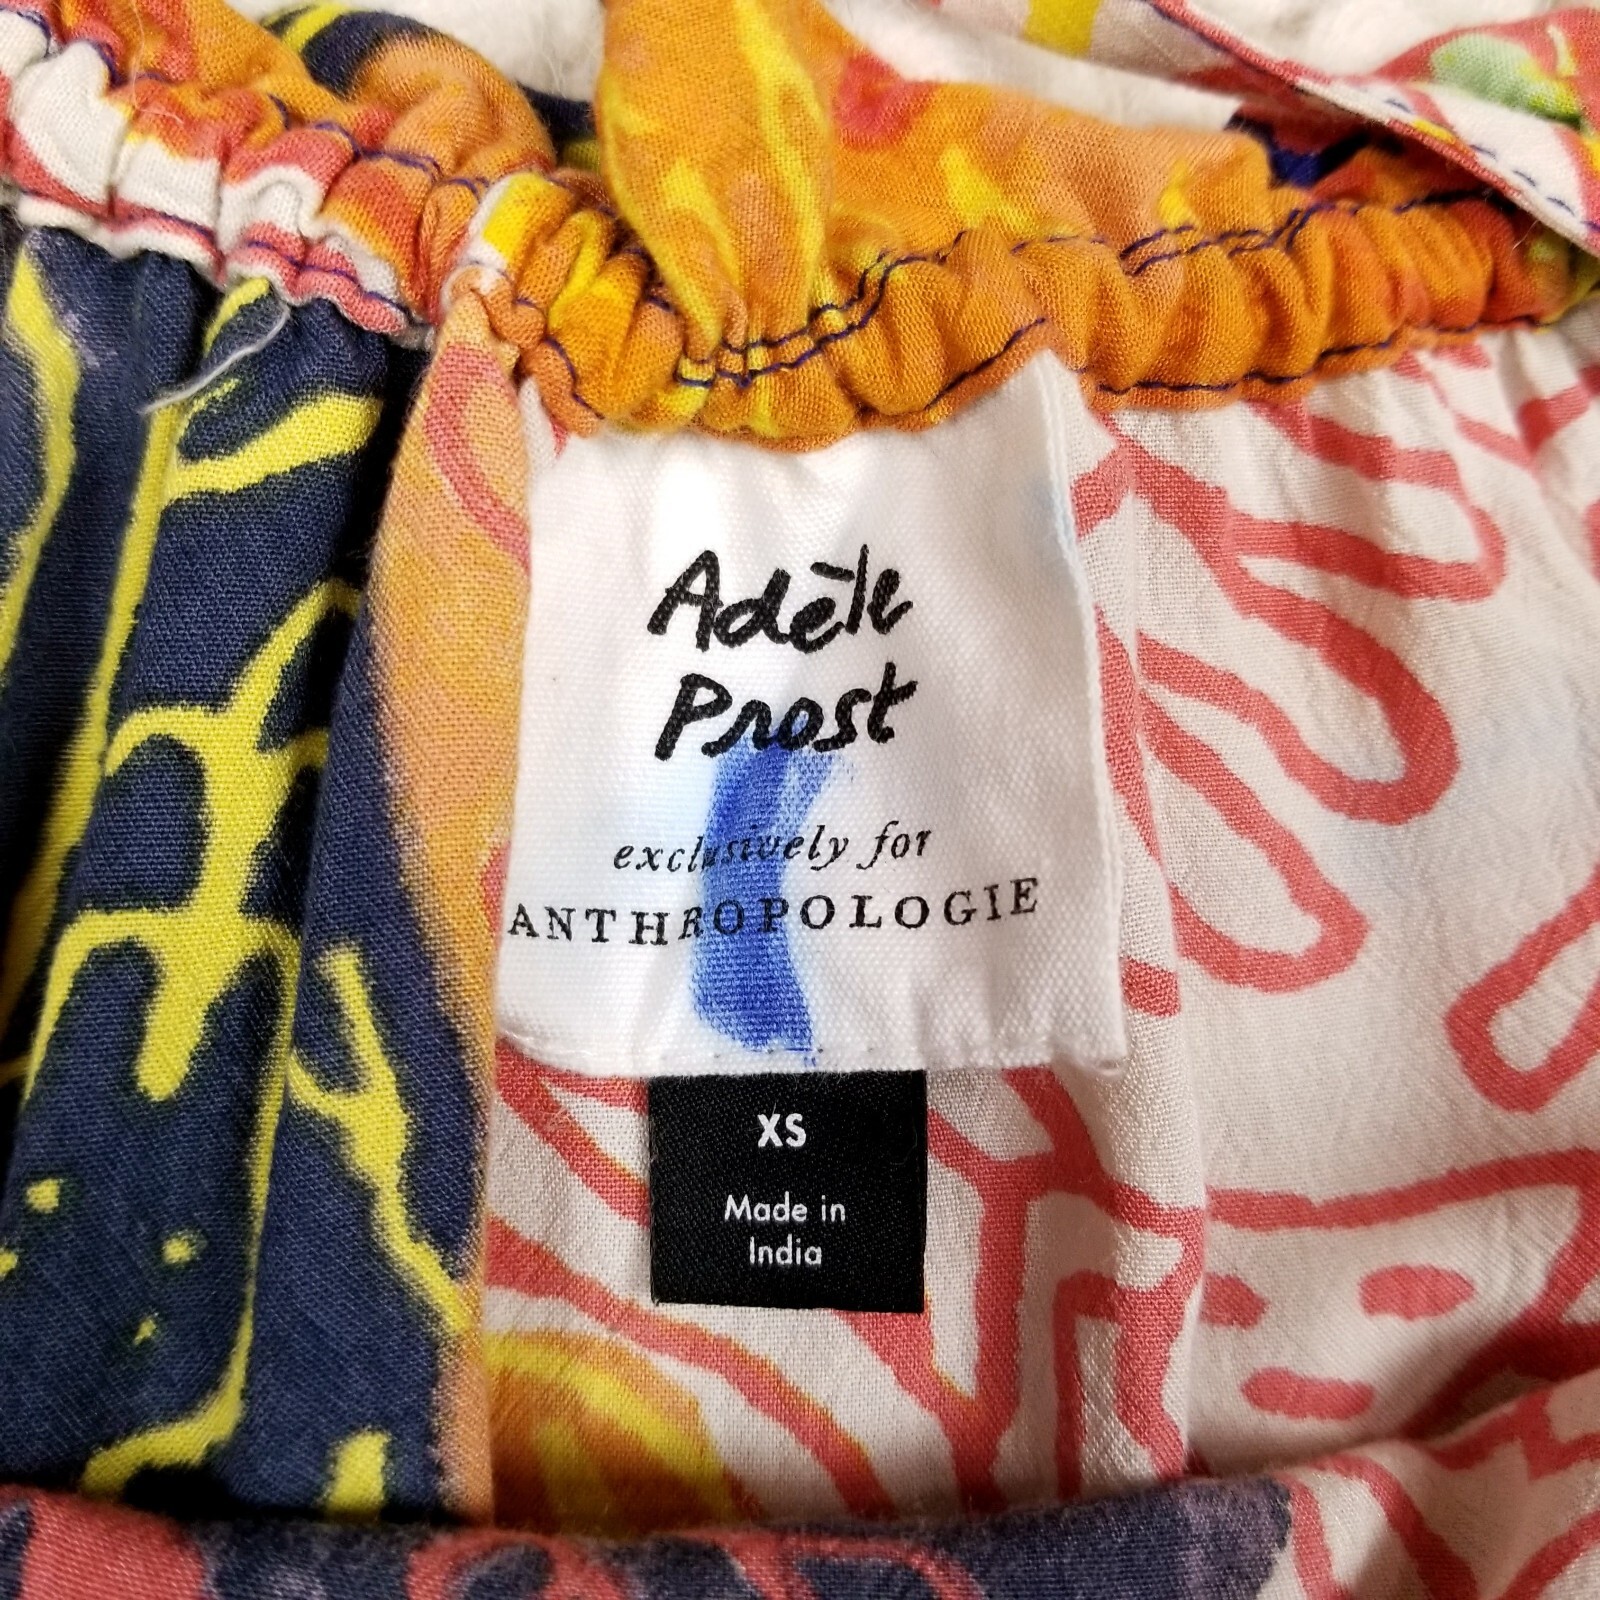 Adèle
Prost
exclusively for
ANTHROPOLOGIE
XS
Made in
India